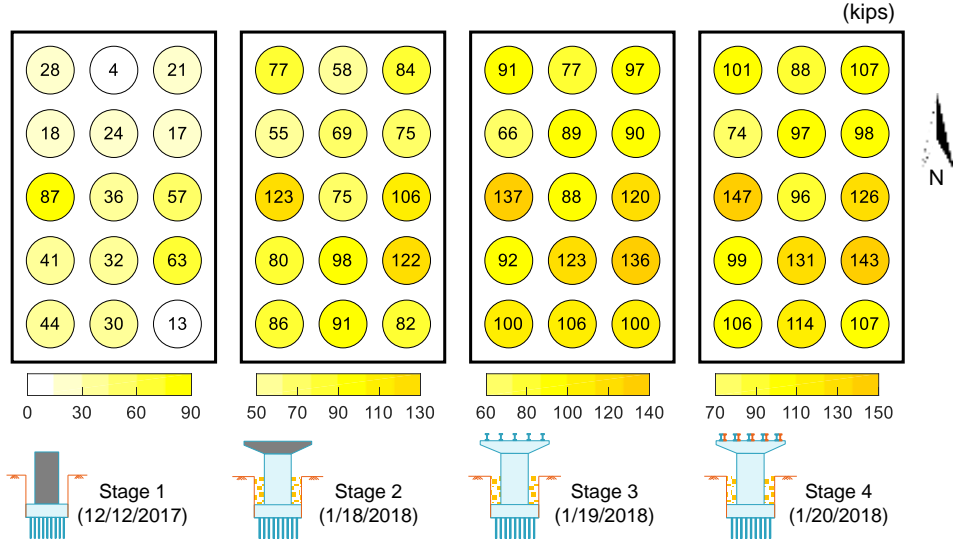 (kips)
28 4 21 77 58 84 91 77 97 101 88 107
18 24 17 55 69 75 66 89 90 74 97 98
N
87 36 57 123 75 106 137 88 120 147 96 126
41 32 63 80 98 122 92 123 136 99 131 143
44 30 13 86 91 82 100 106 100 106 114 107
0 30 60 90 50 70 90 110 130 60 80 100 120 140 70 90 110 130 150
Stage 1
(12/12/2017)
Stage 2
(1/18/2018)
Stage 3
(1/19/2018)
Stage 4
(1/20/2018)